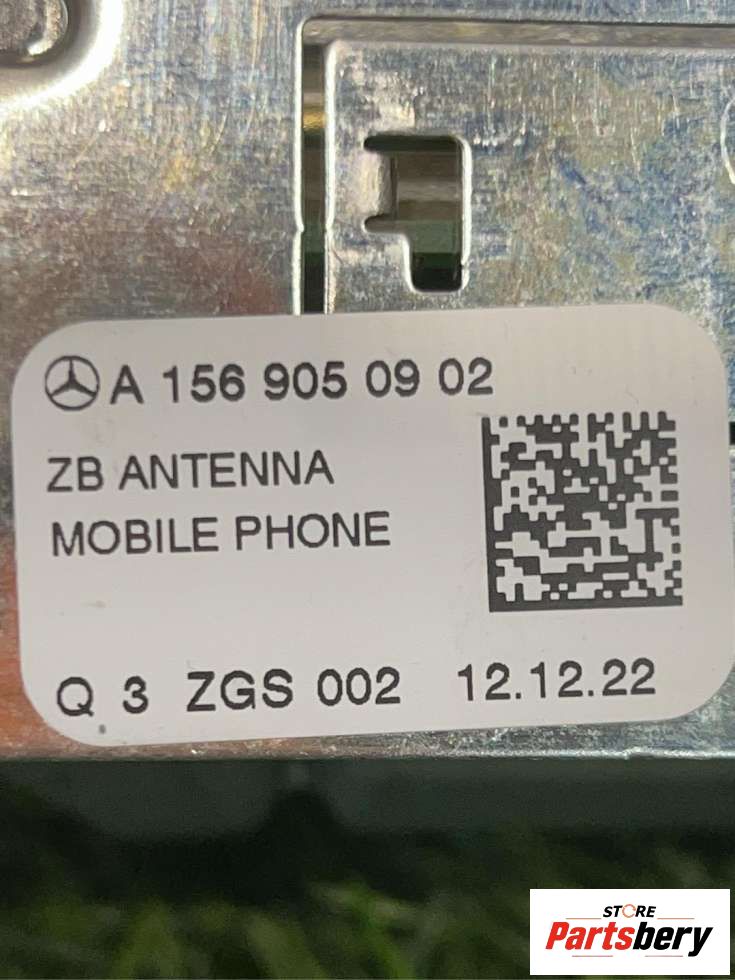 A 156 905 09 02
ZB ANTENNA
MOBILE PHONE
Q 3 ZGS 002 12.12.22
STORE
Partsbery